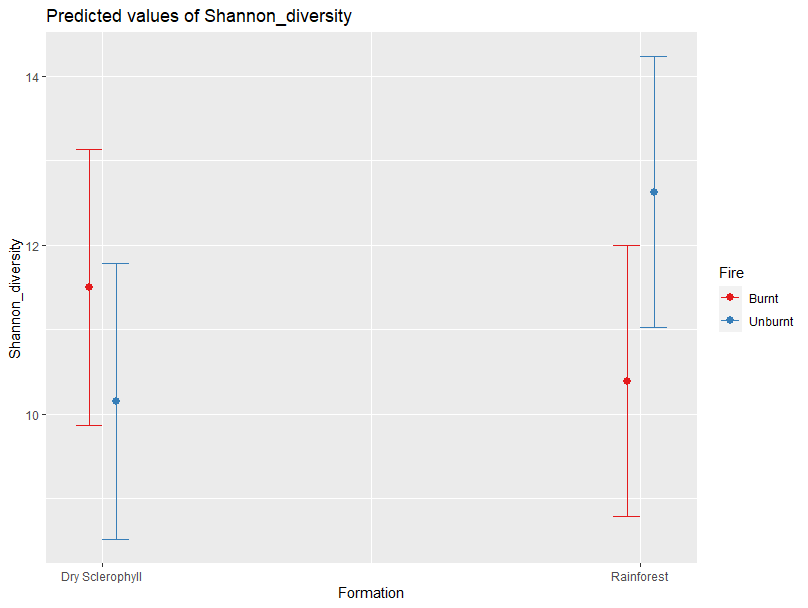 Predicted values of Shannon_diversity
14
12
10
Shannon_diversity
Dry Sclerophyll
Rainforest
Formation
Fire
Burnt
Unburnt